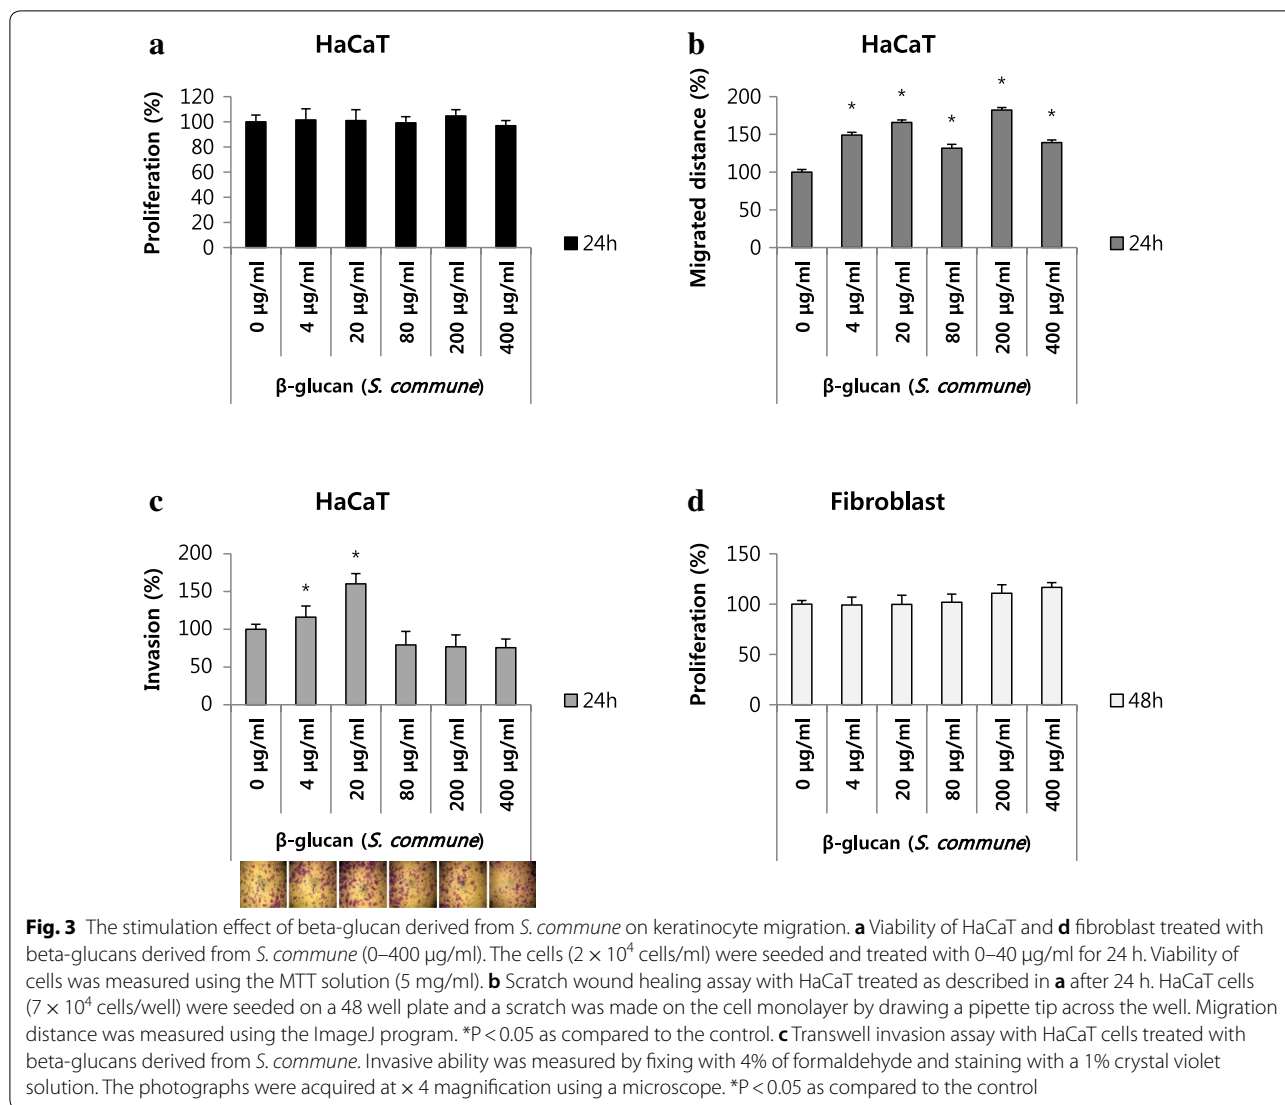 a
HaCaT
Proliferation (%)
120
100
80
60
40
20
0
0 µg/ml
4 µg/ml
20 µg/ml
80 µg/ml
200 µg/ml
400 µg/ml
β-glucan (S. commune)
24h
b
HaCaT
Migrated distance (%)
200
150
100
50
0
*
*
*
*
*
0 µg/ml
4 µg/ml
20 µg/ml
80 µg/ml
200 µg/ml
400 µg/ml
β-glucan (S. commune)
24h
c
HaCaT
Invasion (%)
200
150
100
50
0
*
*
0 µg/ml
4 µg/ml
20 µg/ml
80 µg/ml
200 µg/ml
400 µg/ml
β-glucan (S. commune)
24h
d
Fibroblast
Proliferation (%)
150
100
50
0
0 µg/ml
4 µg/ml
20 µg/ml
80 µg/ml
200 µg/ml
400 µg/ml
β-glucan (S. commune)
48h
Fig. 3 The stimulation effect of beta-glucan derived from S. commune on keratinocyte migration. a Viability of HaCaT and d fibroblast treated with
beta-glucans derived from S. commune (0–400 µg/ml). The cells (2 × 10⁴ cells/ml) were seeded and treated with 0–40 µg/ml for 24 h. Viability of
cells was measured using the MTT solution (5 mg/ml). b Scratch wound healing assay with HaCaT treated as described in a after 24 h. HaCaT cells
(7 × 10⁴ cells/well) were seeded on a 48 well plate and a scratch was made on the cell monolayer by drawing a pipette tip across the well. Migration
distance was measured using the ImageJ program. *P < 0.05 as compared to the control. c Transwell invasion assay with HaCaT cells treated with
beta-glucans derived from S. commune. Invasive ability was measured by fixing with 4% of formaldehyde and staining with a 1% crystal violet
solution. The photographs were acquired at × 4 magnification using a microscope. *P < 0.05 as compared to the control